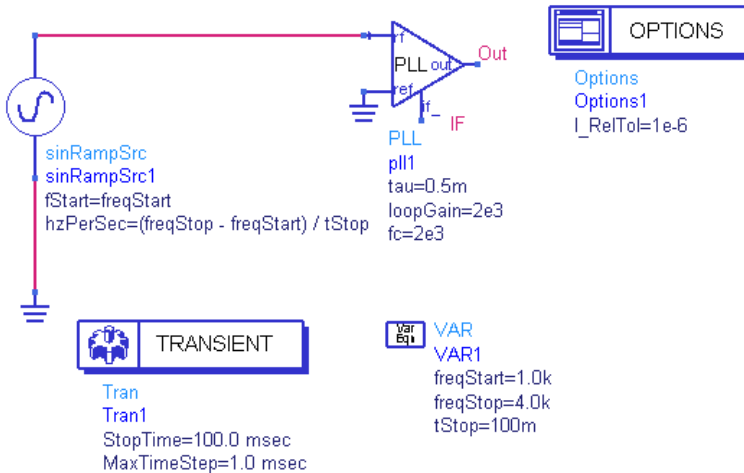 OPTIONS
Options
Options1
I_RelTol=1e-6
rf
PLL out
ref
if_
Out
IF
PLL
pll1
tau=0.5m
loopGain=2e3
fc=2e3
sinRampSrc
sinRampSrc1
fStart=freqStart
hzPerSec=(freqStop - freqStart) / tStop
TRANSIENT
Tran
Tran1
StopTime=100.0 msec
MaxTimeStep=1.0 msec
Var
Eqn
VAR
VAR1
freqStart=1.0k
freqStop=4.0k
tStop=100m